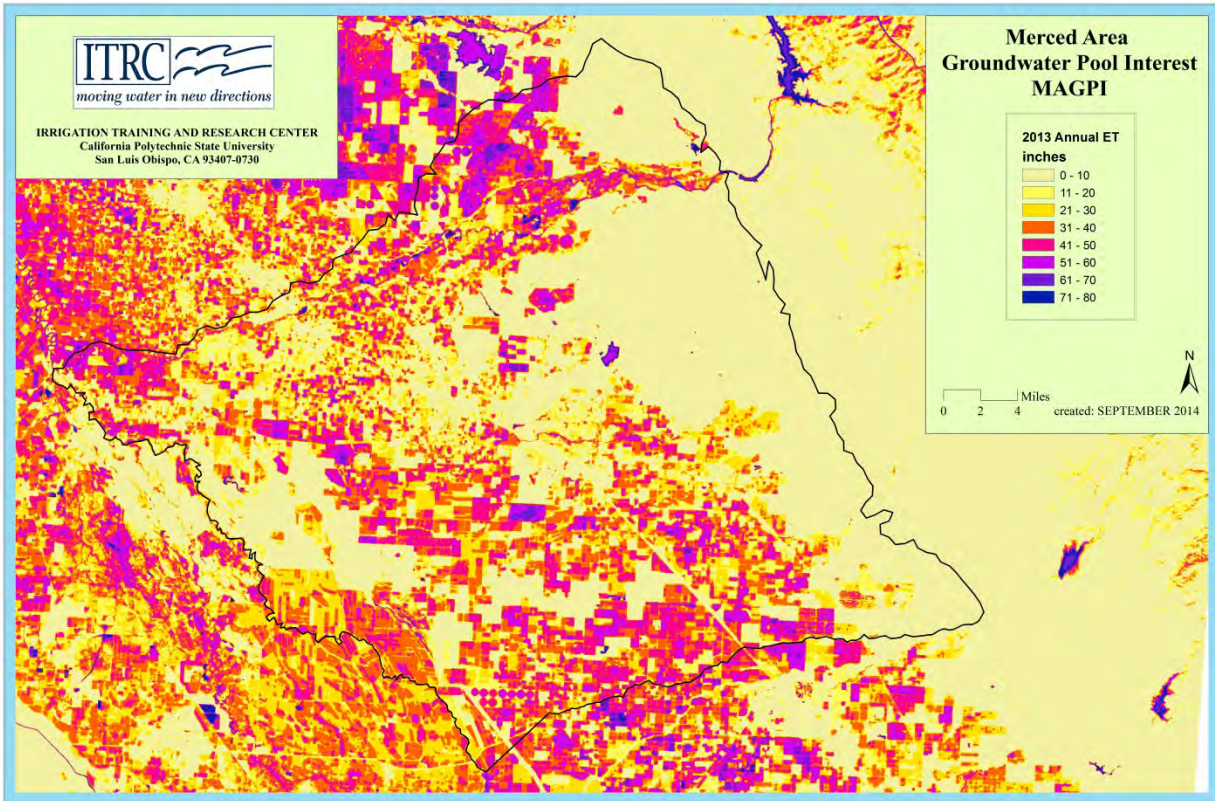 ITRC
moving water in new directions
IRRIGATION TRAINING AND RESEARCH CENTER
California Polytechnic State University
San Luis Obispo, CA 93407-0730
Merced Area
Groundwater Pool Interest
MAGPI
2013 Annual ET
inches
0 - 10
11 - 20
21 - 30
31 - 40
41 - 50
51 - 60
61 - 70
71 - 80
N
Miles
0 2 4
created: SEPTEMBER 2014